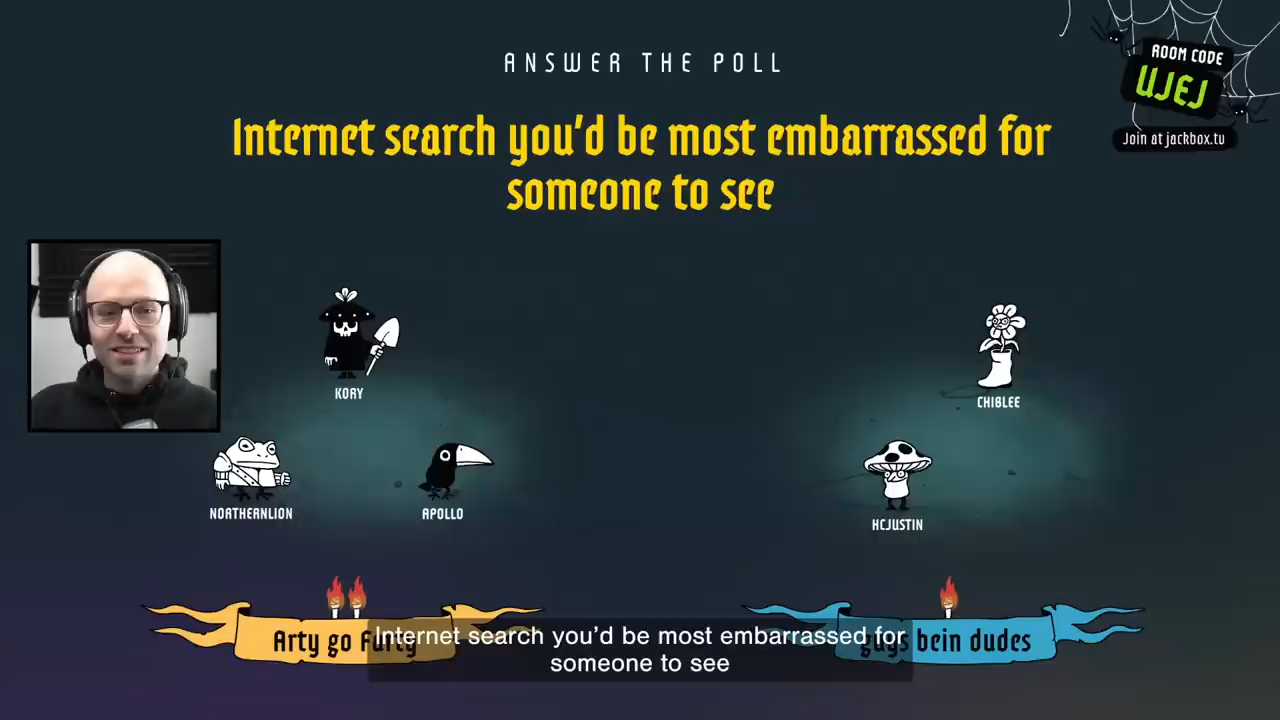 ANSWER THE POLL
ROOM CODE
UJEJ
Join at jackbox.tv
Internet search you'd be most embarrassed for
someone to see
KORY
CHIBLEE
NORTHERNLION
APOLLO
HCJUSTIN
Arty go Farty
guys bein dudes
Internet search you'd be most embarrassed for
someone to see